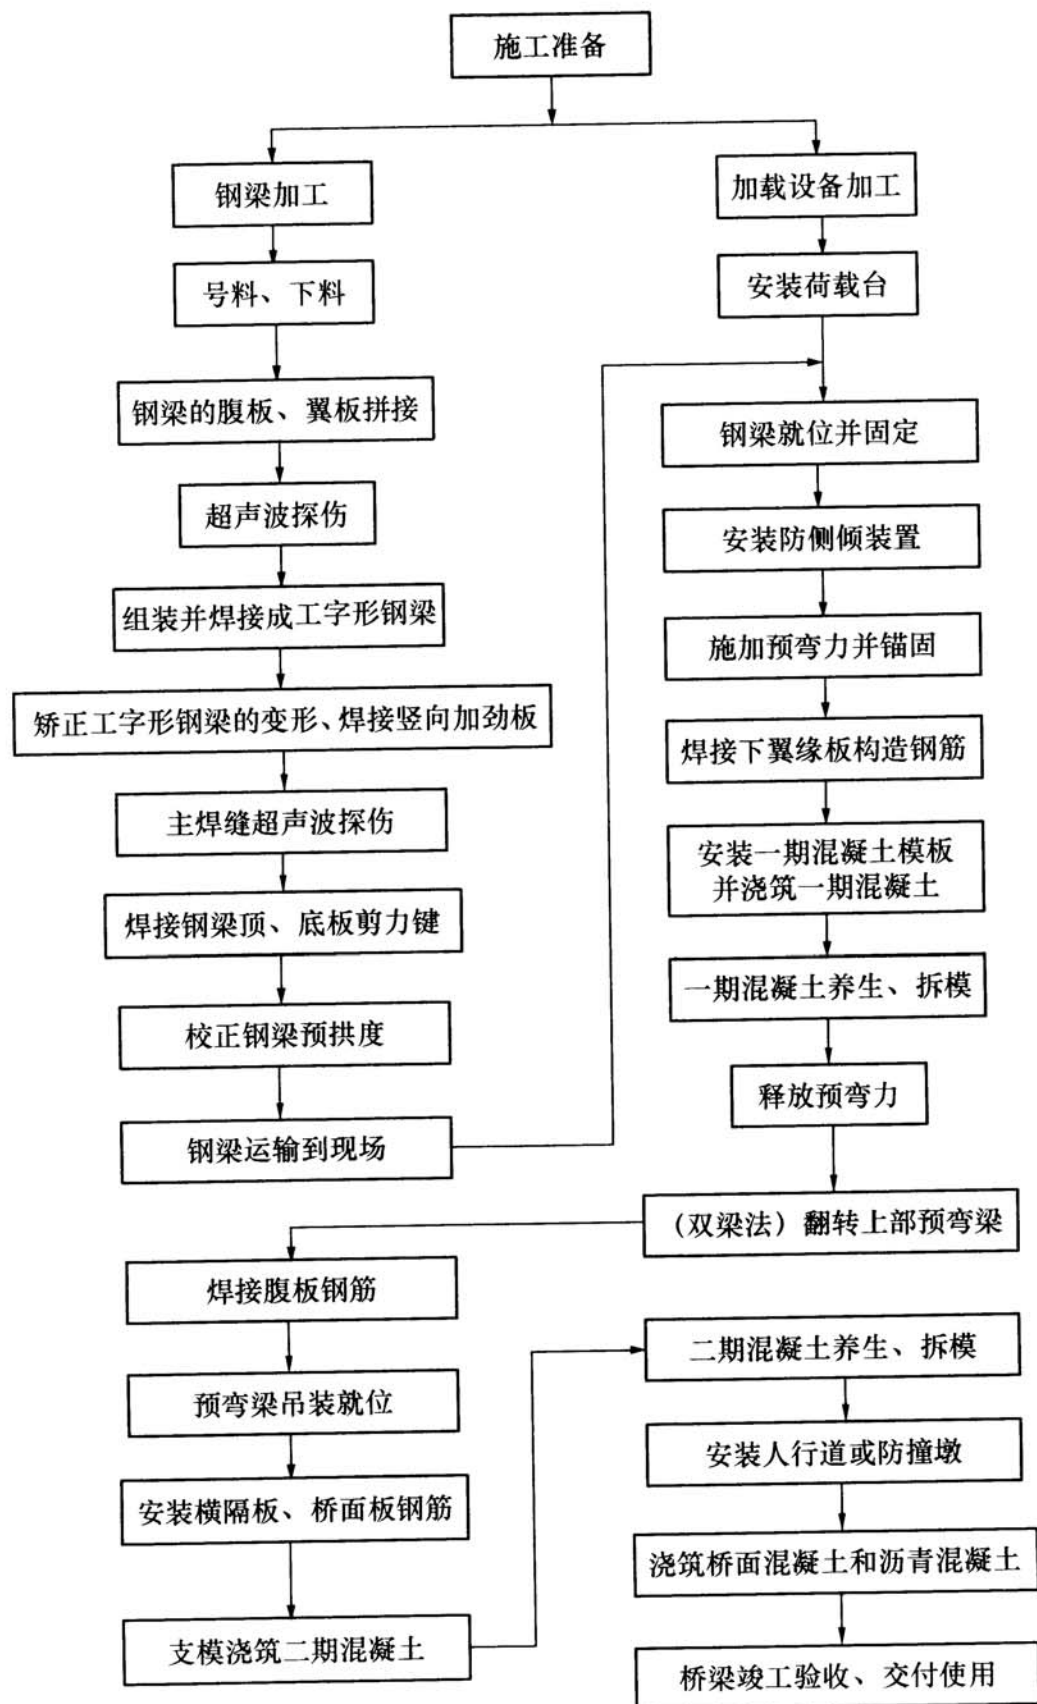 施工准备
钢梁加工
号料、下料
钢梁的腹板、翼板拼接
超声波探伤
组装并焊接成工字形钢梁
矫正工字形钢梁的变形、焊接竖向加劲板
主焊缝超声波探伤
焊接钢梁顶、底板剪力键
校正钢梁预拱度
钢梁运输到现场
加载设备加工
安装荷载台
钢梁就位并固定
安装防侧倾装置
施加预弯力并锚固
焊接下翼缘板构造钢筋
安装一期混凝土模板
并浇筑一期混凝土
一期混凝土养生、拆模
释放预弯力
（双梁法）翻转上部预弯梁
焊接腹板钢筋
预弯梁吊装就位
安装横隔板、桥面板钢筋
支模浇筑二期混凝土
二期混凝土养生、拆模
安装人行道或防撞墩
浇筑桥面混凝土和沥青混凝土
桥梁竣工验收、交付使用